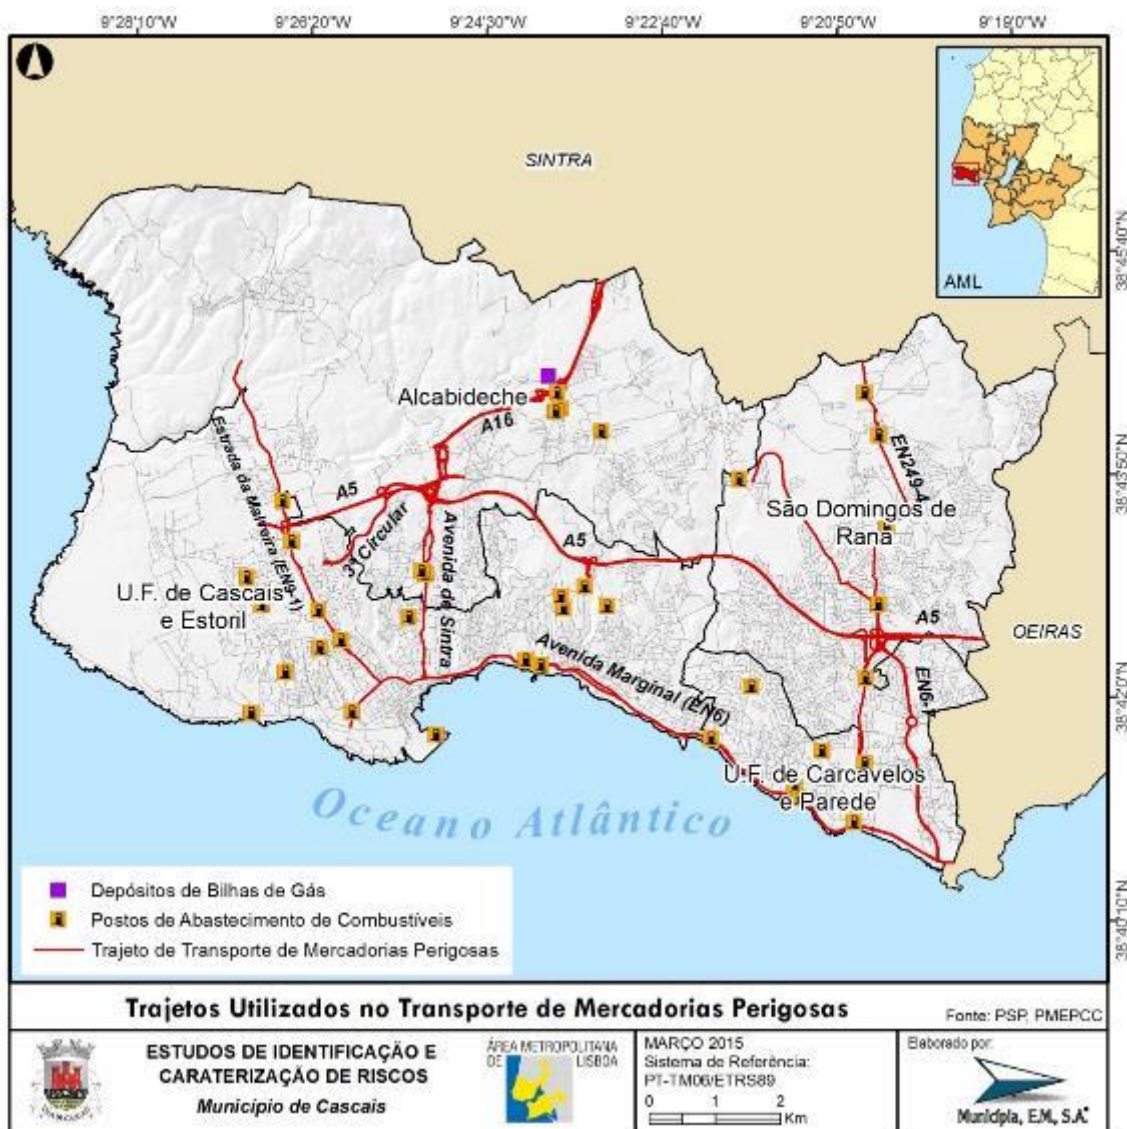 9°28'10"W 9°26'20"W 9°24'30"W 9°22'40"W 9°20'50"W 9°19'0"W
SINTRA
AML
38°45'40"N
Alcabideche
A16
EN249-4
38°43'50"N
A5
Estrada da Malveira (EN9-1)
3ª Circular
Avenida de Sintra
A5
São Domingos de
Rana
U.F. de Cascais
e Estoril
A5
OEIRAS
Avenida Marginal (EN6)
EN6-7
38°42'0"N
U.F. de Carcavelos
e Parede
Oceano Atlântico
Depósitos de Bilhas de Gás
Postos de Abastecimento de Combustíveis
Trajeto de Transporte de Mercadorias Perigosas
38°40'10"N
Trajetos Utilizados no Transporte de Mercadorias Perigosas
Fonte: PSP, PMEPCC
ESTUDOS DE IDENTIFICAÇÃO E
CARATERIZAÇÃO DE RISCOS
Município de Cascais
ÁREA METROPOLITANA
DE LISBOA
MARÇO 2015
Sistema de Referência:
PT-TM06/ETRS89
0 1 2
Km
Elaborado por:
Municípia, E.M., S.A.